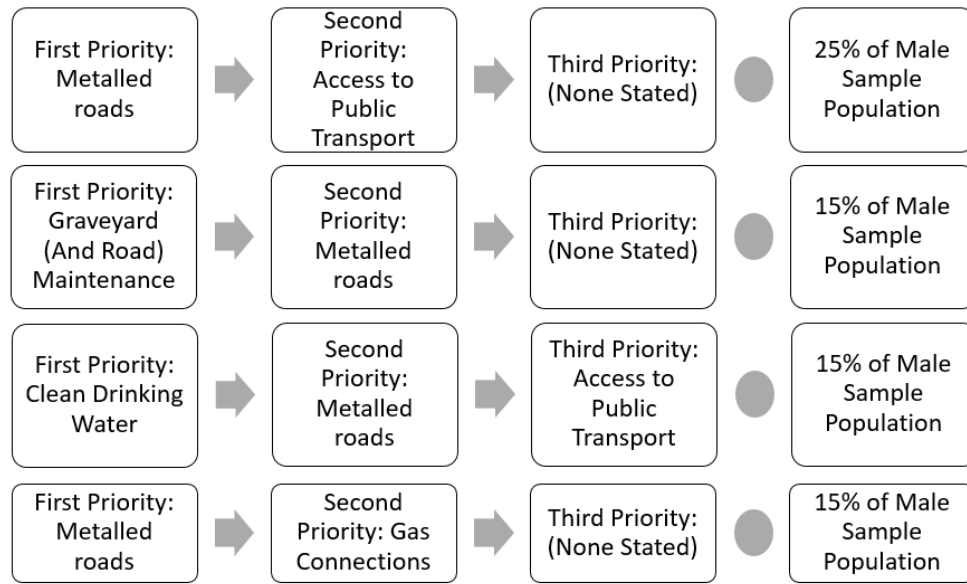 First Priority:
Metalled
roads
Second
Priority:
Access to
Public
Transport
Third Priority:
(None Stated)
25% of Male
Sample
Population
First Priority:
Graveyard
(And Road)
Maintenance
Second
Priority:
Metalled
roads
Third Priority:
(None Stated)
15% of Male
Sample
Population
First Priority:
Clean Drinking
Water
Second
Priority:
Metalled
roads
Third Priority:
Access to
Public
Transport
15% of Male
Sample
Population
First Priority:
Metalled
roads
Second
Priority: Gas
Connections
Third Priority:
(None Stated)
15% of Male
Sample
Population